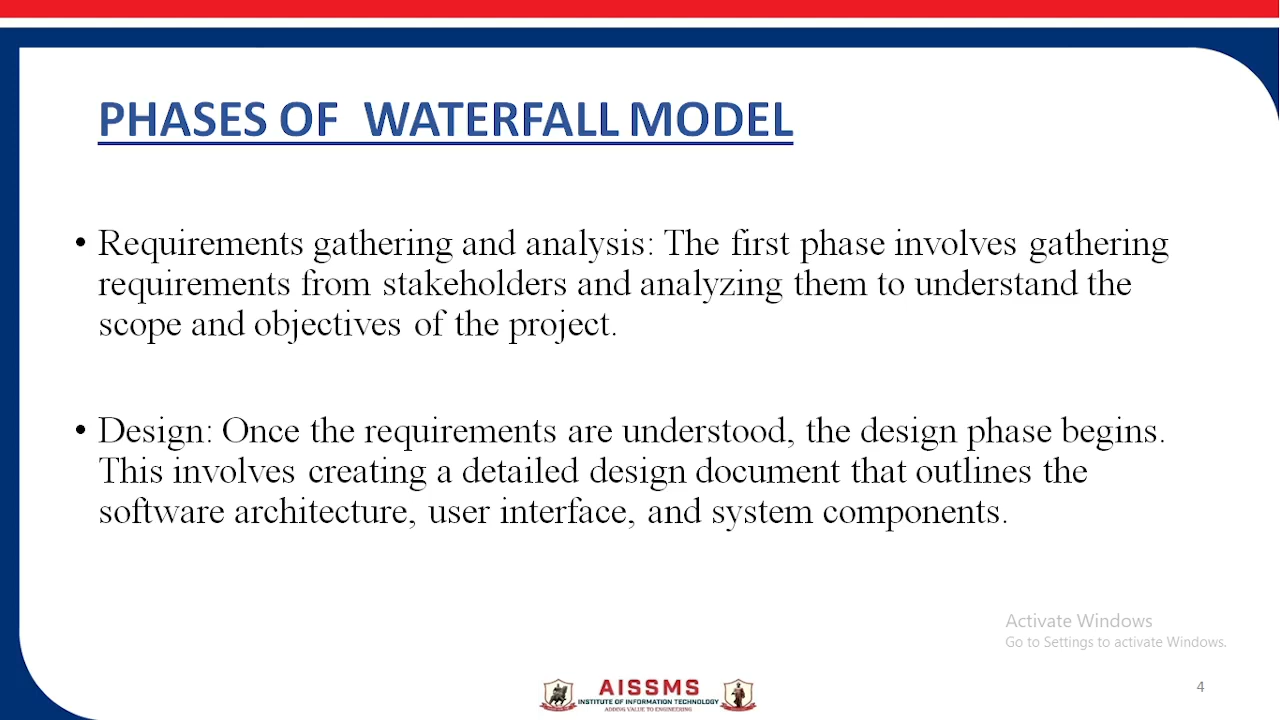 PHASES OF WATERFALL MODEL
• Requirements gathering and analysis: The first phase involves gathering
requirements from stakeholders and analyzing them to understand the
scope and objectives of the project.
• Design: Once the requirements are understood, the design phase begins.
This involves creating a detailed design document that outlines the
software architecture, user interface, and system components.
Activate Windows
Go to Settings to activate Windows.
AISSMS
INSTITUTE OF INFORMATION TECHNOLOGY
ADDING VALUE TO ENGINEERING
4